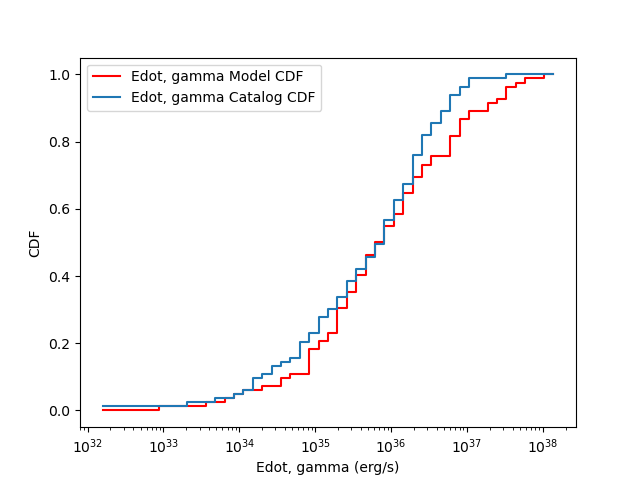 Edot, gamma Model CDF
Edot, gamma Catalog CDF
1.0
0.8
0.6
0.4
0.2
0.0
CDF
10^32 10^33 10^34 10^35 10^36 10^37 10^38
Edot, gamma (erg/s)